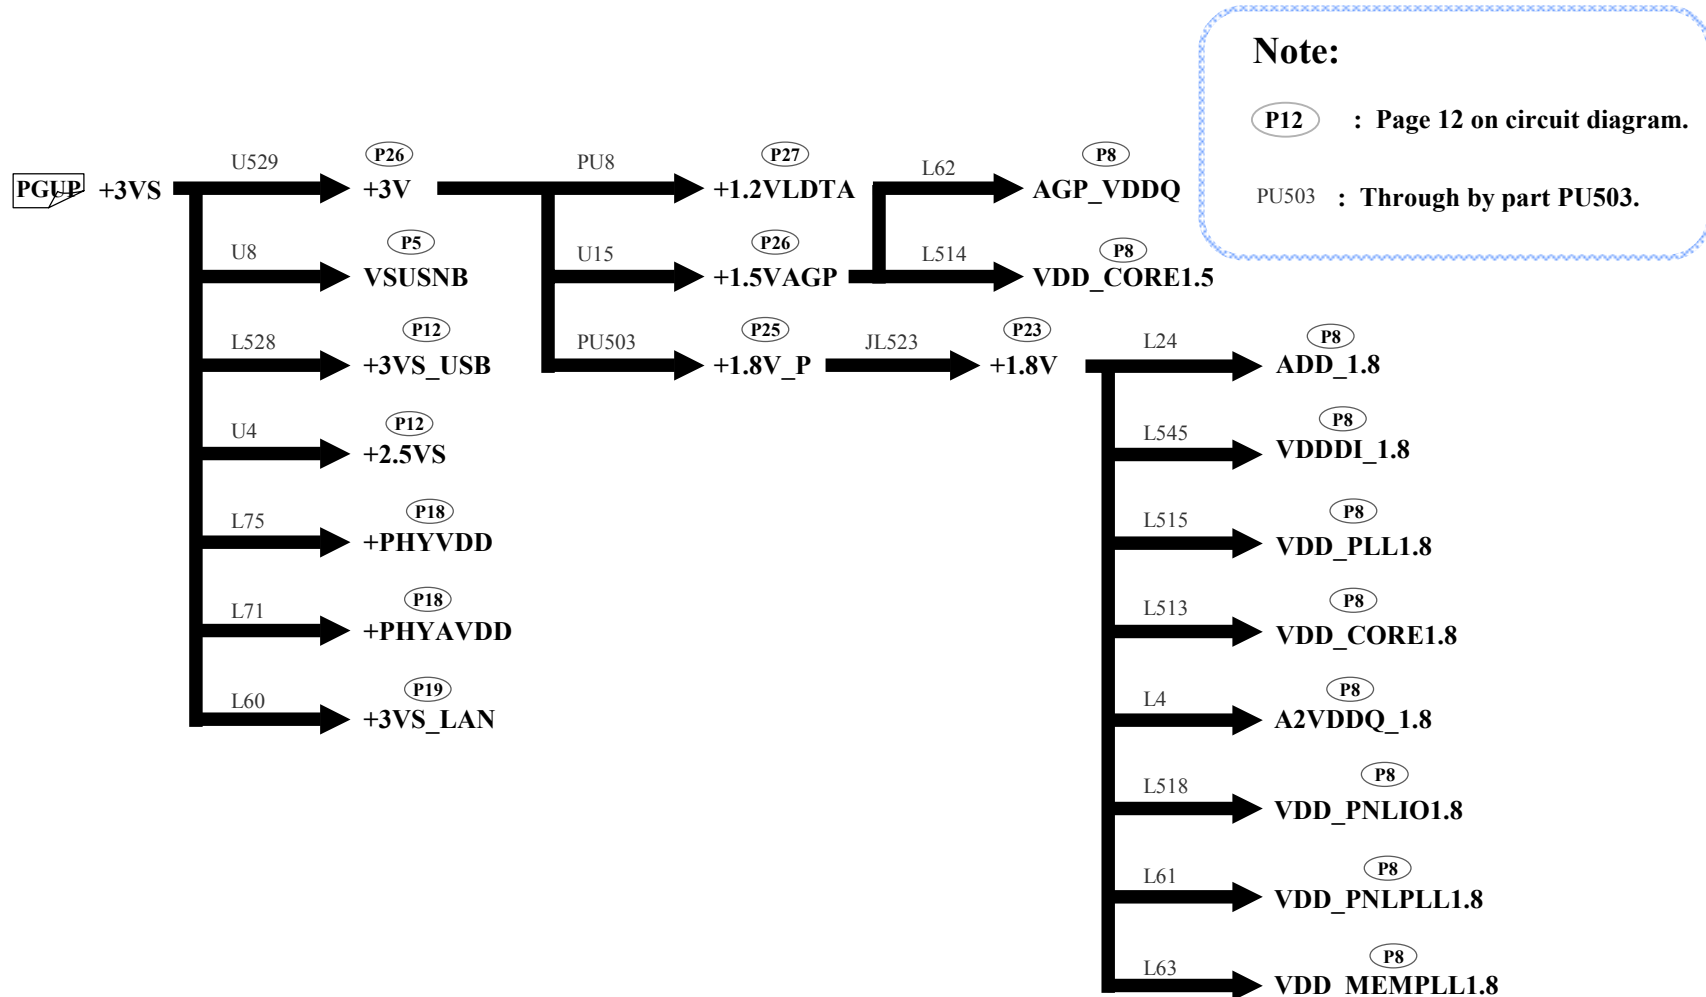 Note:
P12 : Page 12 on circuit diagram.
PU503 : Through by part PU503.
PGUP +3VS
U529
P26
+3V
PU8
P27
+1.2VLDTA
L62
P8
AGP_VDDQ
U8
P5
VSUSNB
U15
P26
+1.5VAGP
L514
P8
VDD_CORE1.5
L528
P12
+3VS_USB
PU503
P25
+1.8V_P
JL523
P23
+1.8V
L24
P8
ADD_1.8
U4
P12
+2.5VS
L545
P8
VDDDI_1.8
L75
P18
+PHYVDD
L515
P8
VDD_PLL1.8
L71
P18
+PHYAVDD
L513
P8
VDD_CORE1.8
L60
P19
+3VS_LAN
L4
P8
A2VDDQ_1.8
L518
P8
VDD_PNLIO1.8
L61
P8
VDD_PNLPLL1.8
L63
P8
VDD_MEMPLL1.8